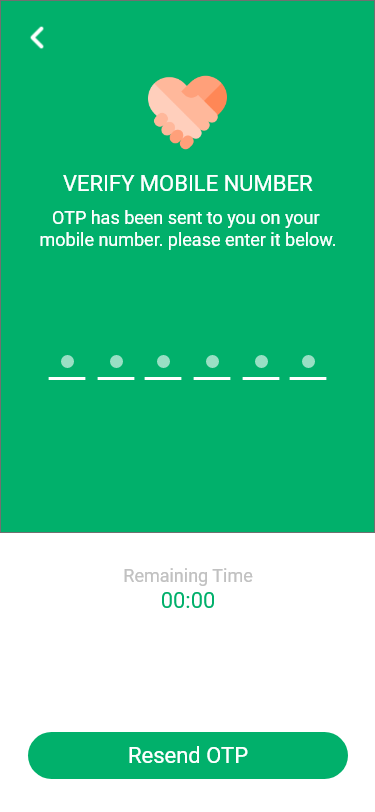 VERIFY MOBILE NUMBER
OTP has been sent to you on your
mobile number. please enter it below.
Remaining Time
00:00
Resend OTP